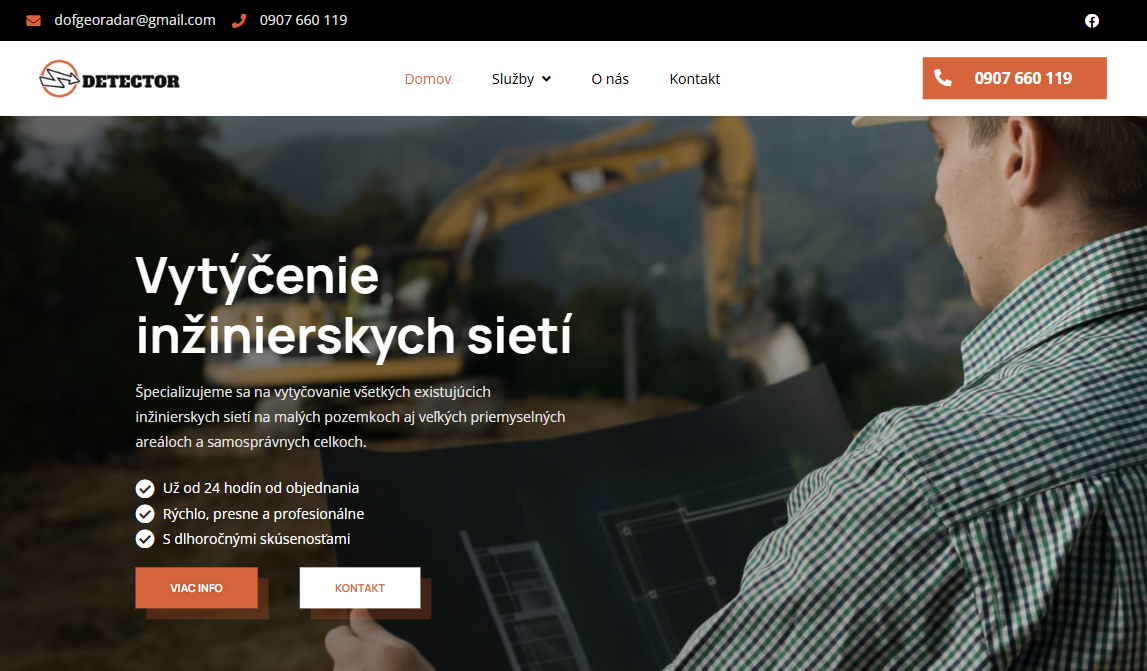 dofgeoradar@gmail.com 0907 660 119
DETECTOR Domov Služby O nás Kontakt 0907 660 119
Vytýčenie
inžinierskych sietí
Špecializujeme sa na vytyčovanie všetkých existujúcich
inžinierskych sietí na malých pozemkoch aj veľkých priemyselných
areáloch a samosprávnych celkoch.
Už od 24 hodín od objednania
Rýchlo, presne a profesionálne
S dlhoročnými skúsenosťami
VIAC INFO KONTAKT